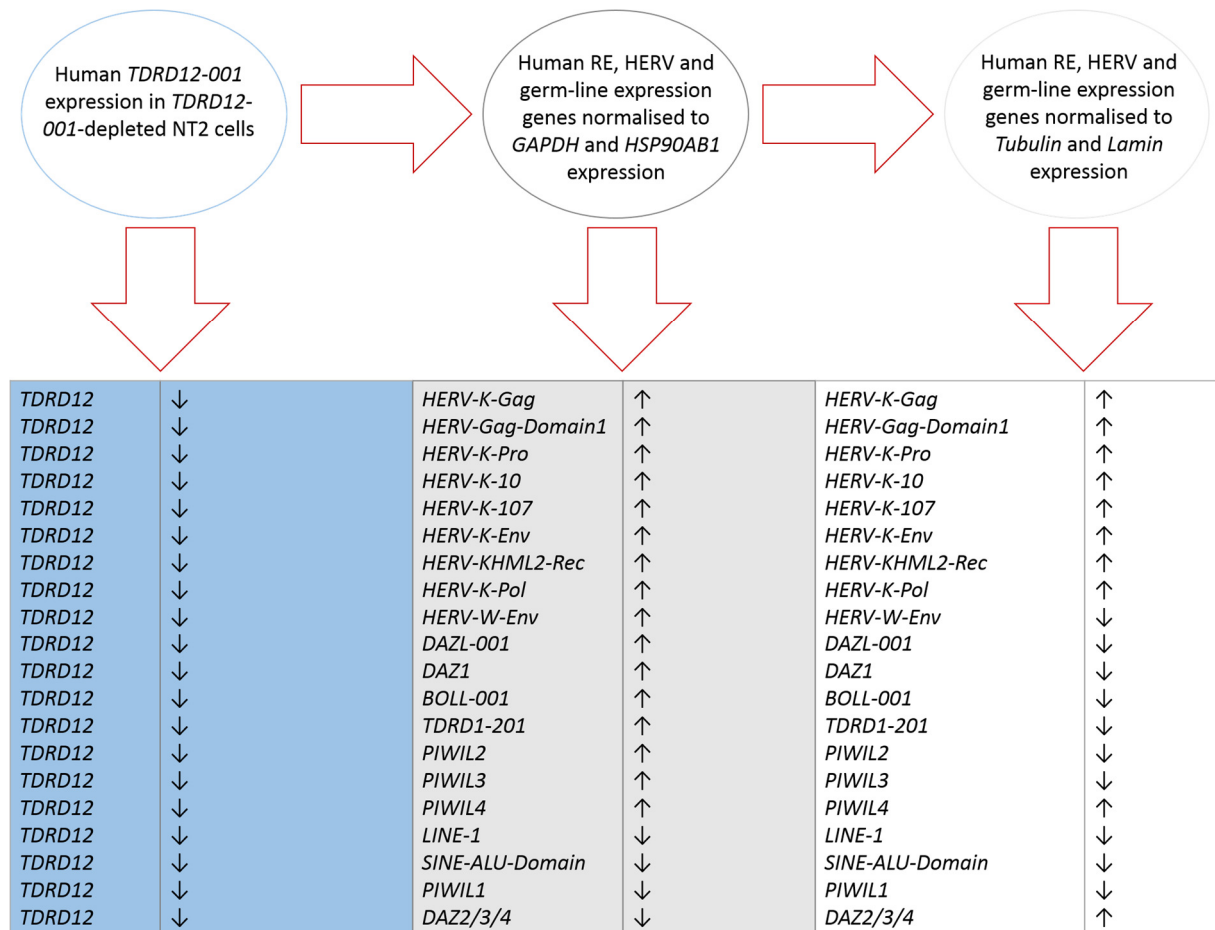 Human TDRD12-001
expression in TDRD12-
001-depleted NT2 cells
Human RE, HERV and
germ-line expression
genes normalised to
GAPDH and HSP90AB1
expression
Human RE, HERV and
germ-line expression
genes normalised to
Tubulin and Lamin
expression
TDRD12 ↓ HERV-K-Gag ↑ HERV-K-Gag ↑
TDRD12 ↓ HERV-Gag-Domain1 ↑ HERV-Gag-Domain1 ↑
TDRD12 ↓ HERV-K-Pro ↑ HERV-K-Pro ↑
TDRD12 ↓ HERV-K-10 ↑ HERV-K-10 ↑
TDRD12 ↓ HERV-K-107 ↑ HERV-K-107 ↑
TDRD12 ↓ HERV-K-Env ↑ HERV-K-Env ↑
TDRD12 ↓ HERV-KHML2-Rec ↑ HERV-KHML2-Rec ↑
TDRD12 ↓ HERV-K-Pol ↑ HERV-K-Pol ↑
TDRD12 ↓ HERV-W-Env ↑ HERV-W-Env ↓
TDRD12 ↓ DAZL-001 ↑ DAZL-001 ↓
TDRD12 ↓ DAZ1 ↑ DAZ1 ↓
TDRD12 ↓ BOLL-001 ↑ BOLL-001 ↓
TDRD12 ↓ TDRD1-201 ↑ TDRD1-201 ↓
TDRD12 ↓ PIWIL2 ↑ PIWIL2 ↓
TDRD12 ↓ PIWIL3 ↑ PIWIL3 ↓
TDRD12 ↓ PIWIL4 ↑ PIWIL4 ↑
TDRD12 ↓ LINE-1 ↓ LINE-1 ↓
TDRD12 ↓ SINE-ALU-Domain ↓ SINE-ALU-Domain ↓
TDRD12 ↓ PIWIL1 ↓ PIWIL1 ↓
TDRD12 ↓ DAZ2/3/4 ↓ DAZ2/3/4 ↑